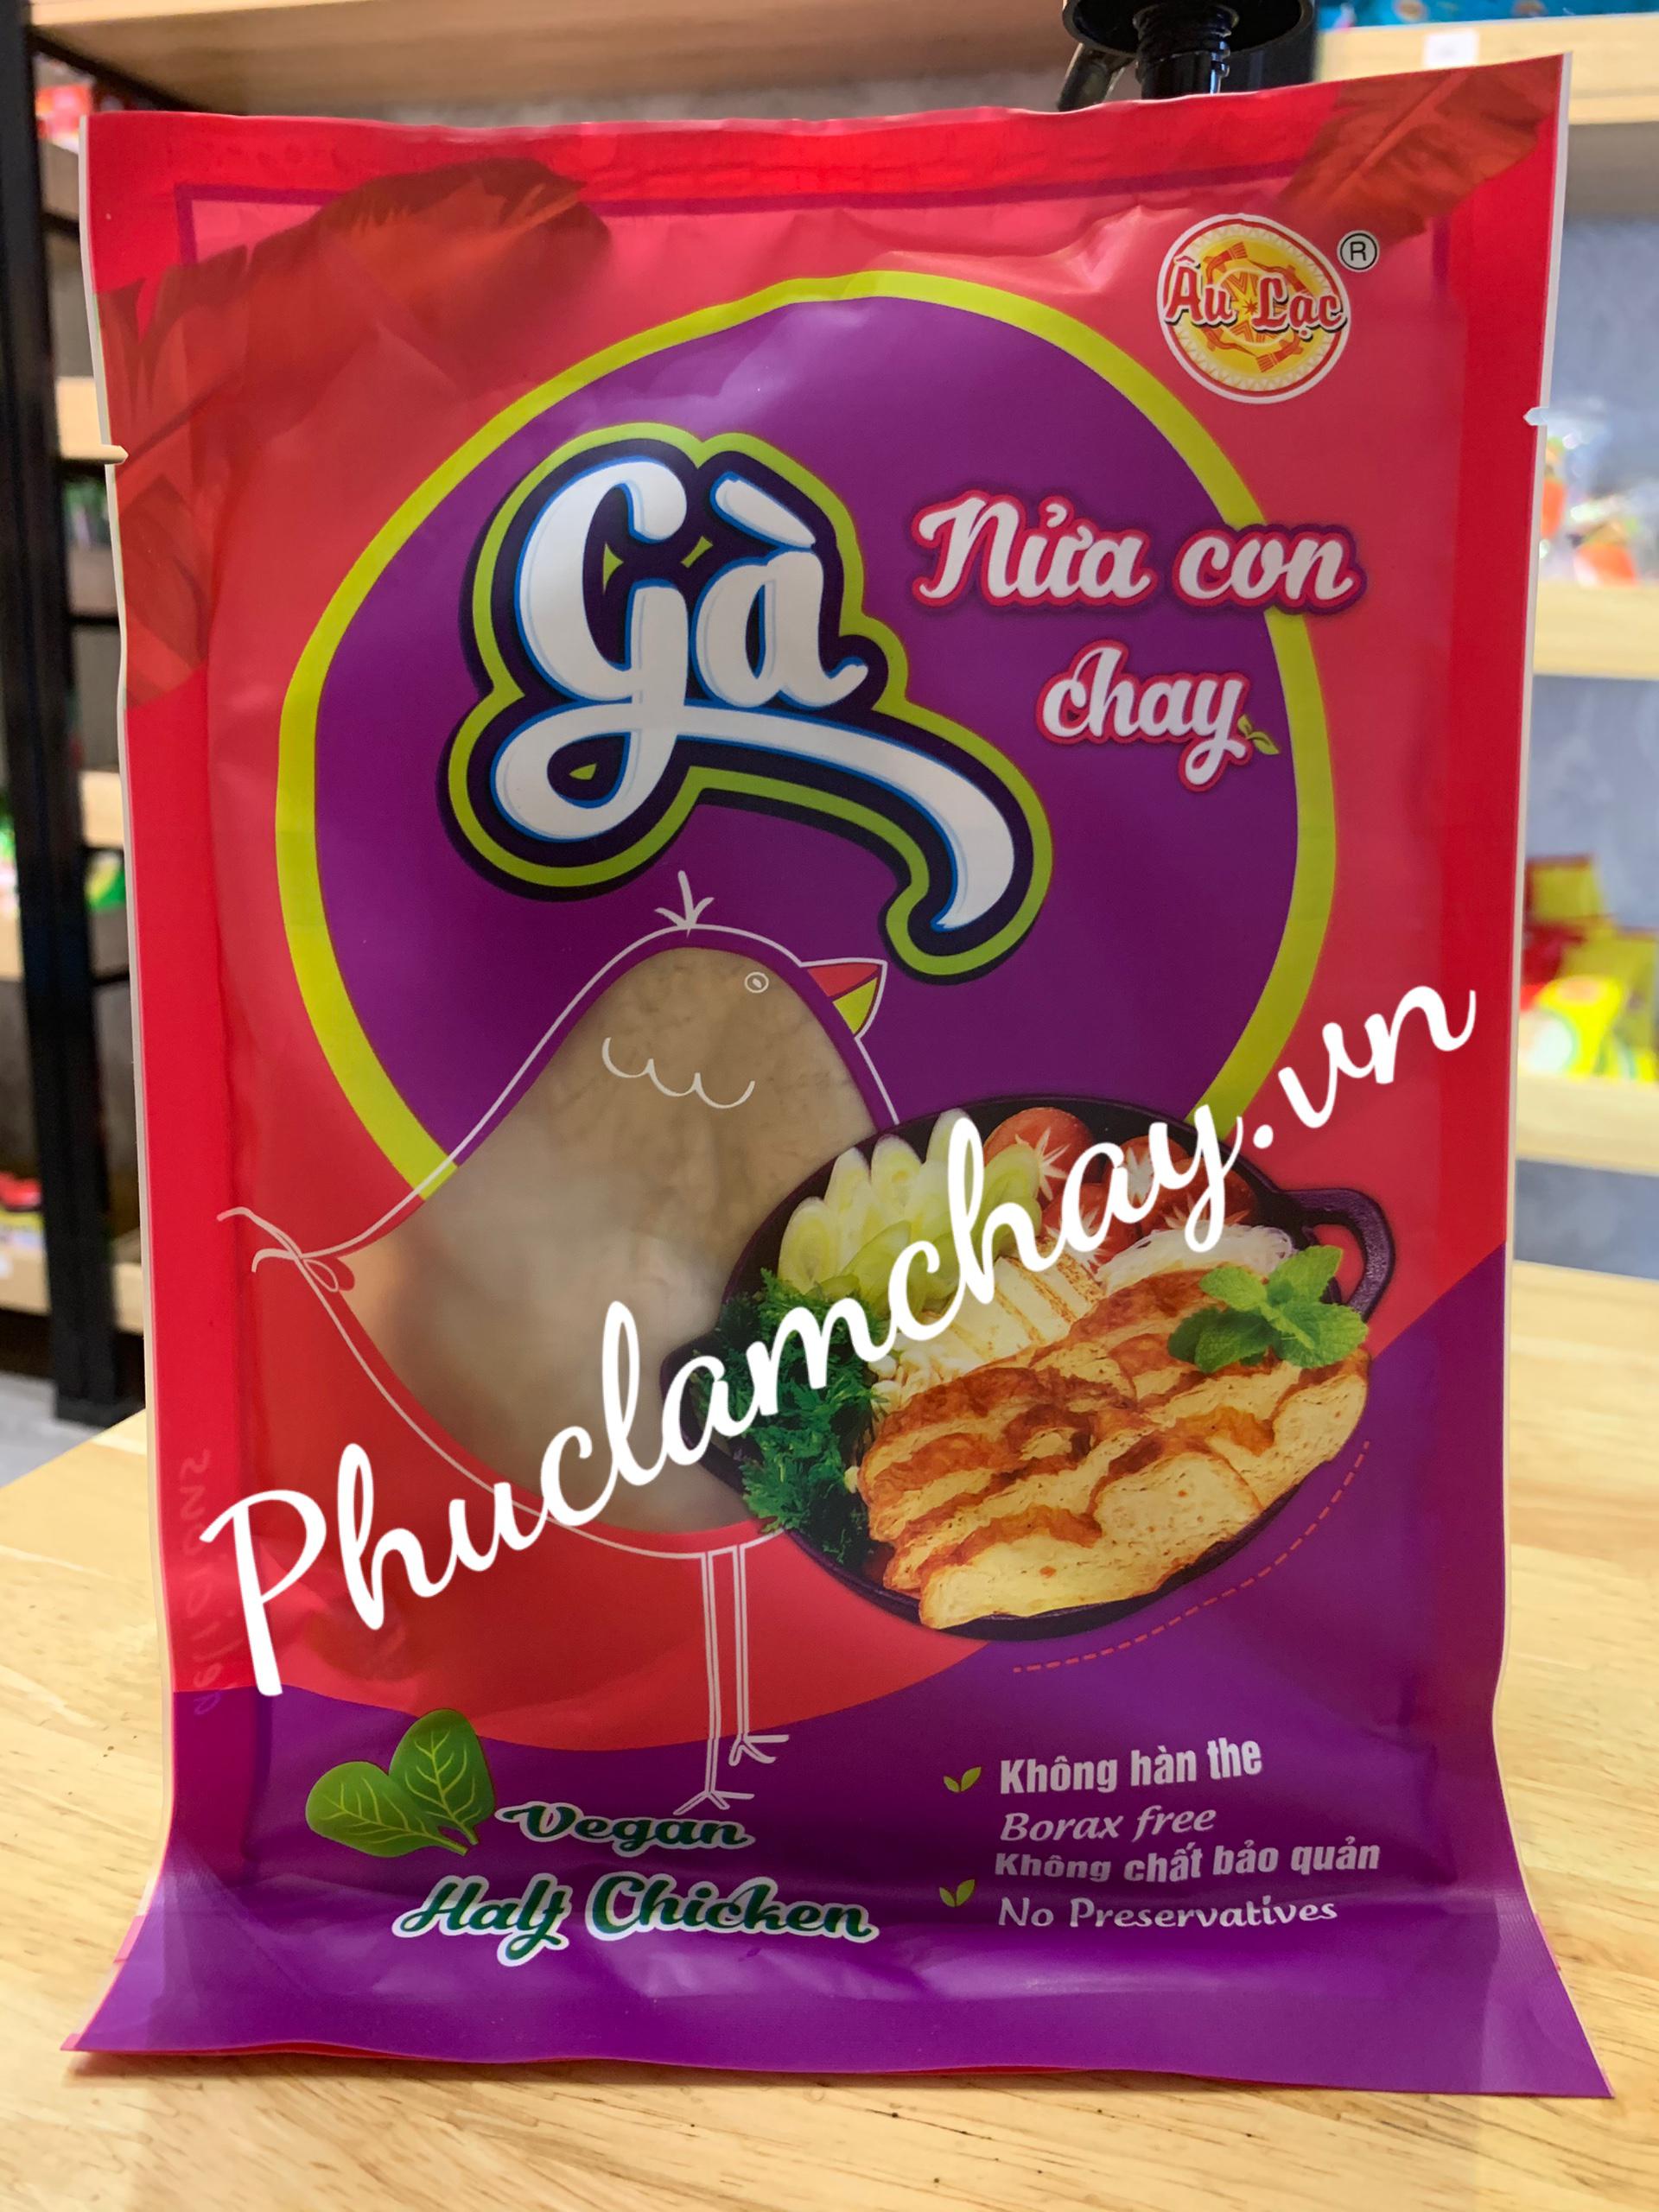 Âu Lạc
®
Gà
Nửa con
chay
Phuclamchay.vn
delicious
Vegan
Half Chicken
Không hàn the
Borax free
Không chất bảo quản
No Preservatives